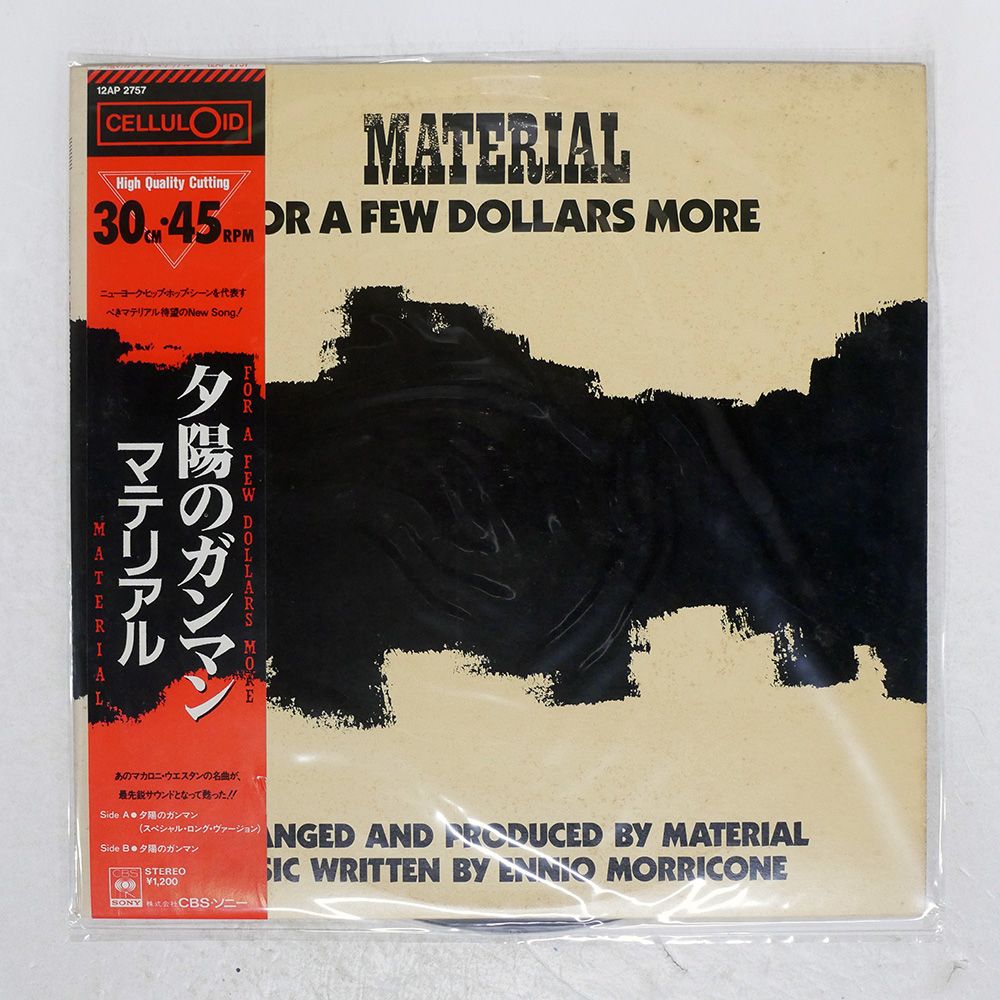 12AP 2757
CELLULOID
High Quality Cutting
30CM・45RPM
ニューヨーク・ヒップ・ホップ・シーンを代表す
べきマテリアル待望のNew Song!
夕陽のガンマン
マテリアル
FOR A FEW DOLLARS MORE
MATERIAL
あのマカロニ・ウエスタンの名曲が、
最先鋭サウンドとなって甦った!!
Side A●夕陽のガンマン
(スペシャル・ロング・ヴァージョン)
Side B●夕陽のガンマン
CBS
SONY
STEREO
¥1,200
株式会社CBS・ソニー
MATERIAL
OR A FEW DOLLARS MORE
ANGED AND PRODUCED BY MATERIAL
SIC WRITTEN BY ENNIO MORRICONE